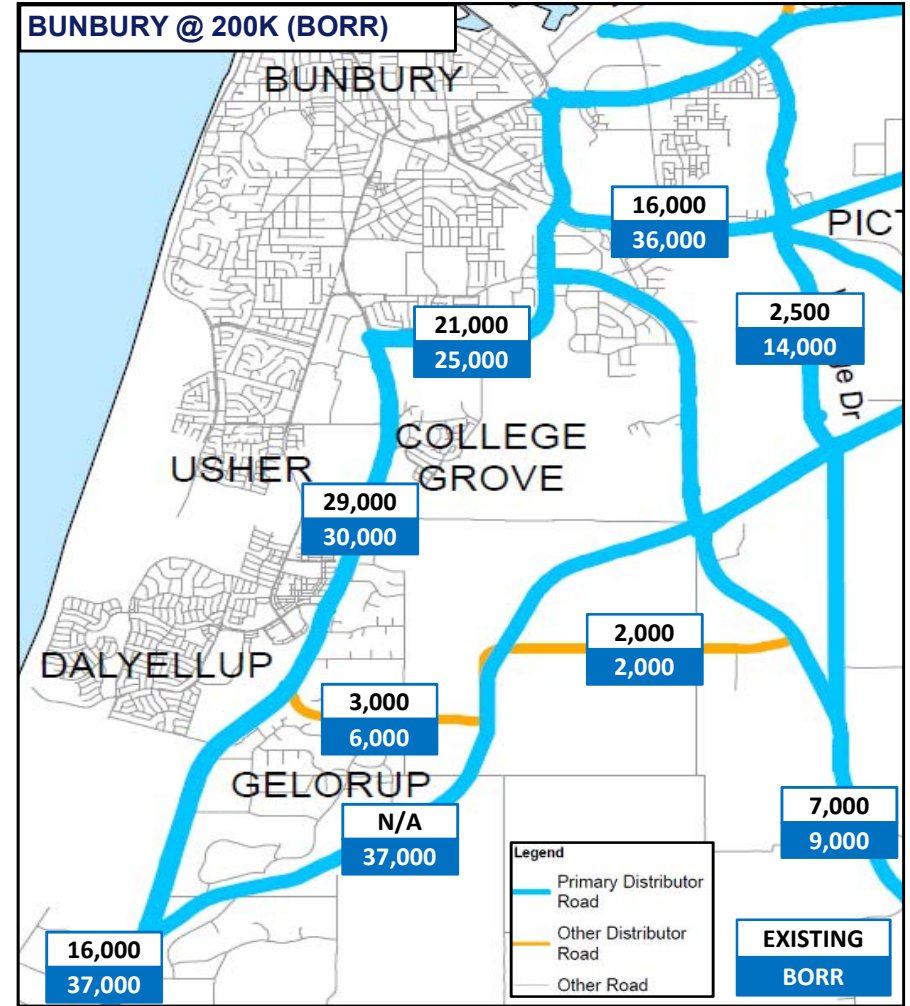 BUNBURY @ 200K (BORR)
BUNBURY
16,000
36,000
PICT
21,000
25,000
2,500
14,000
ge Dr
COLLEGE
GROVE
USHER
29,000
30,000
2,000
2,000
DALYELLUP
3,000
6,000
GELORUP
N/A
37,000
7,000
9,000
Legend
Primary Distributor
Road
Other Distributor
Road
Other Road
EXISTING
BORR
16,000
37,000